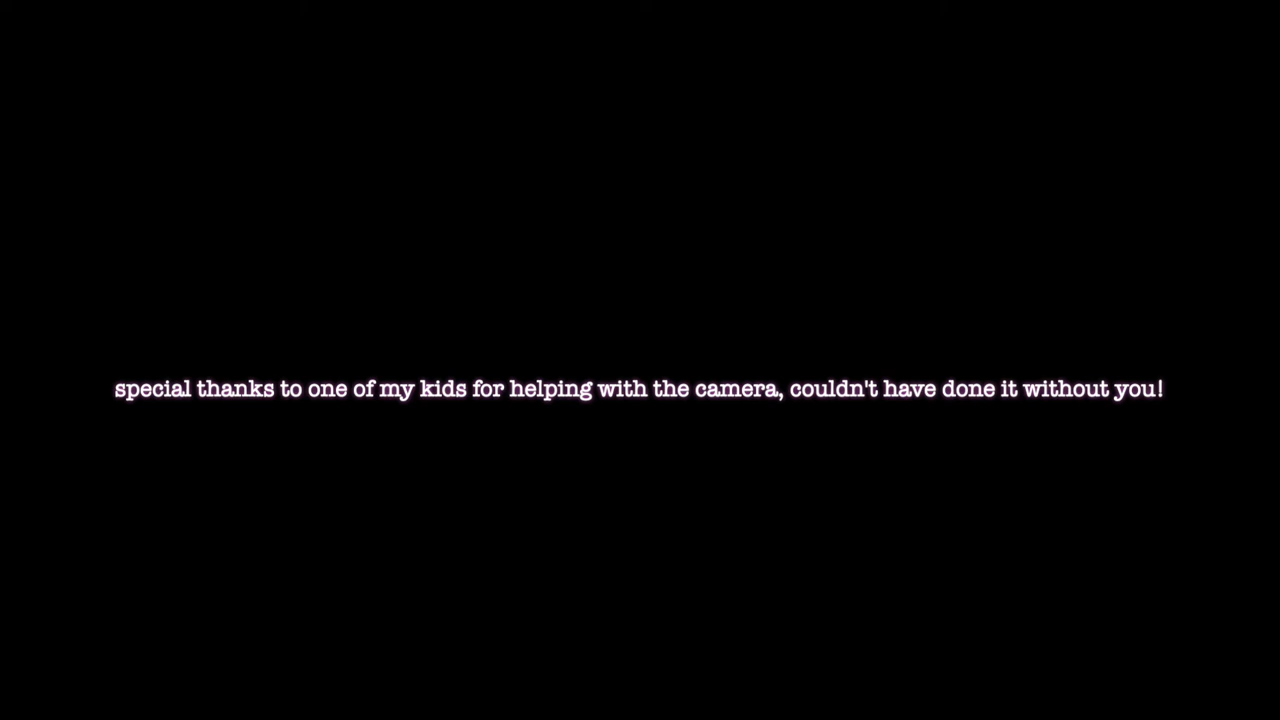 special thanks to one of my kids for helping with the camera, couldn't have done it without you!